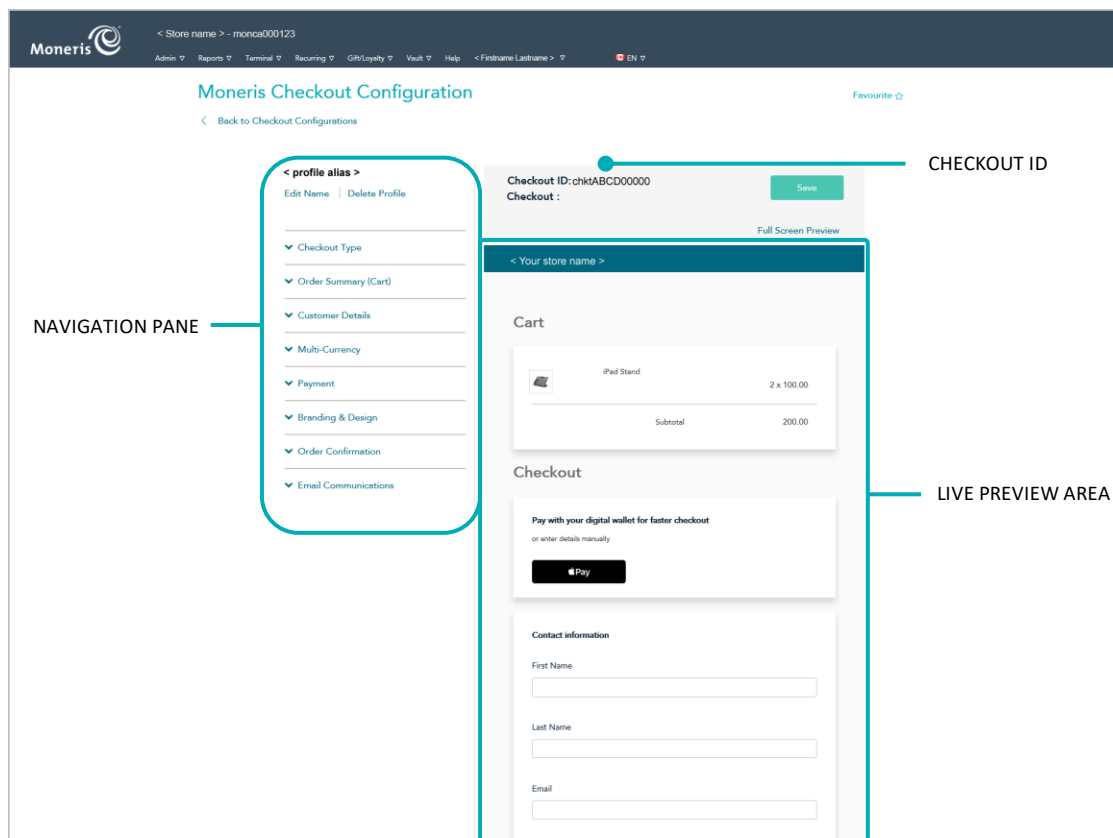 Moneris
< Store name > - monca000123
Admin ▽ Reports ▽ Terminal ▽ Recurring ▽ Gift/Loyalty ▽ Vault ▽ Help < Firstname Lastname > ▽ EN ▽
Moneris Checkout Configuration
Favourite ☆
< Back to Checkout Configurations
CHECKOUT ID
< profile alias >
Edit Name | Delete Profile
Checkout ID: chktABCD00000
Checkout :
Save
Full Screen Preview
NAVIGATION PANE
Checkout Type
Order Summary (Cart)
Customer Details
Multi-Currency
Payment
Branding & Design
Order Confirmation
Email Communications
< Your store name >
Cart
iPad Stand
2 x 100.00
Subtotal 200.00
Checkout
LIVE PREVIEW AREA
Pay with your digital wallet for faster checkout
or enter details manually
Pay
Contact information
First Name
Last Name
Email